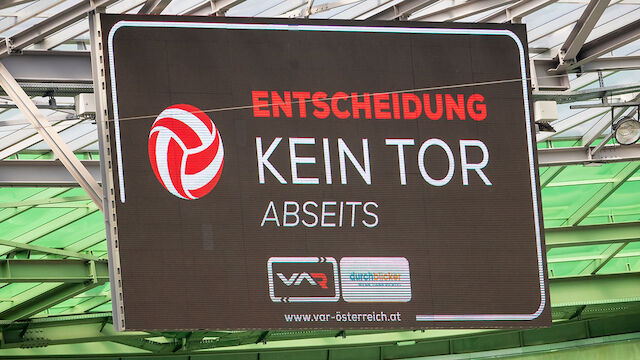 ENTSCHEIDUNG
KEIN TOR
ABSEITS
VAR
durchblicker
www.var-österreich.at